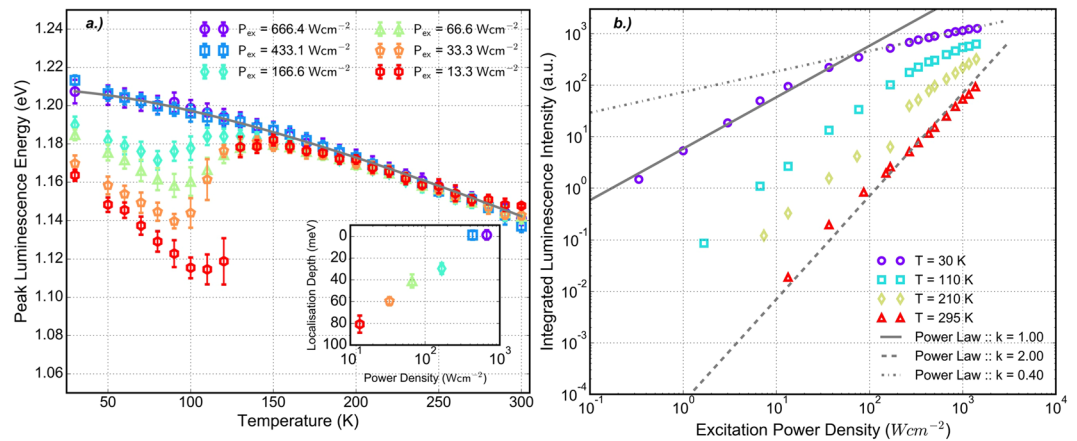 a.)
P_ex = 666.4 Wcm⁻²
P_ex = 433.1 Wcm⁻²
P_ex = 166.6 Wcm⁻²
P_ex = 66.6 Wcm⁻²
P_ex = 33.3 Wcm⁻²
P_ex = 13.3 Wcm⁻²
Peak Luminescence Energy (eV)
1.24
1.22
1.20
1.18
1.16
1.14
1.12
1.10
1.08
1.06
50
100
150
200
250
300
Temperature (K)
Localisation Depth (meV)
0
20
40
60
80
100
10¹
10²
10³
Power Density (Wcm⁻²)
b.)
Integrated Luminescence Intensity (a.u.)
10³
10²
10¹
10⁰
10⁻¹
10⁻²
10⁻³
10⁻⁴
T = 30 K
T = 110 K
T = 210 K
T = 295 K
Power Law :: k = 1.00
Power Law :: k = 2.00
Power Law :: k = 0.40
10⁻¹
10⁰
10¹
10²
10³
10⁴
Excitation Power Density (Wcm⁻²)